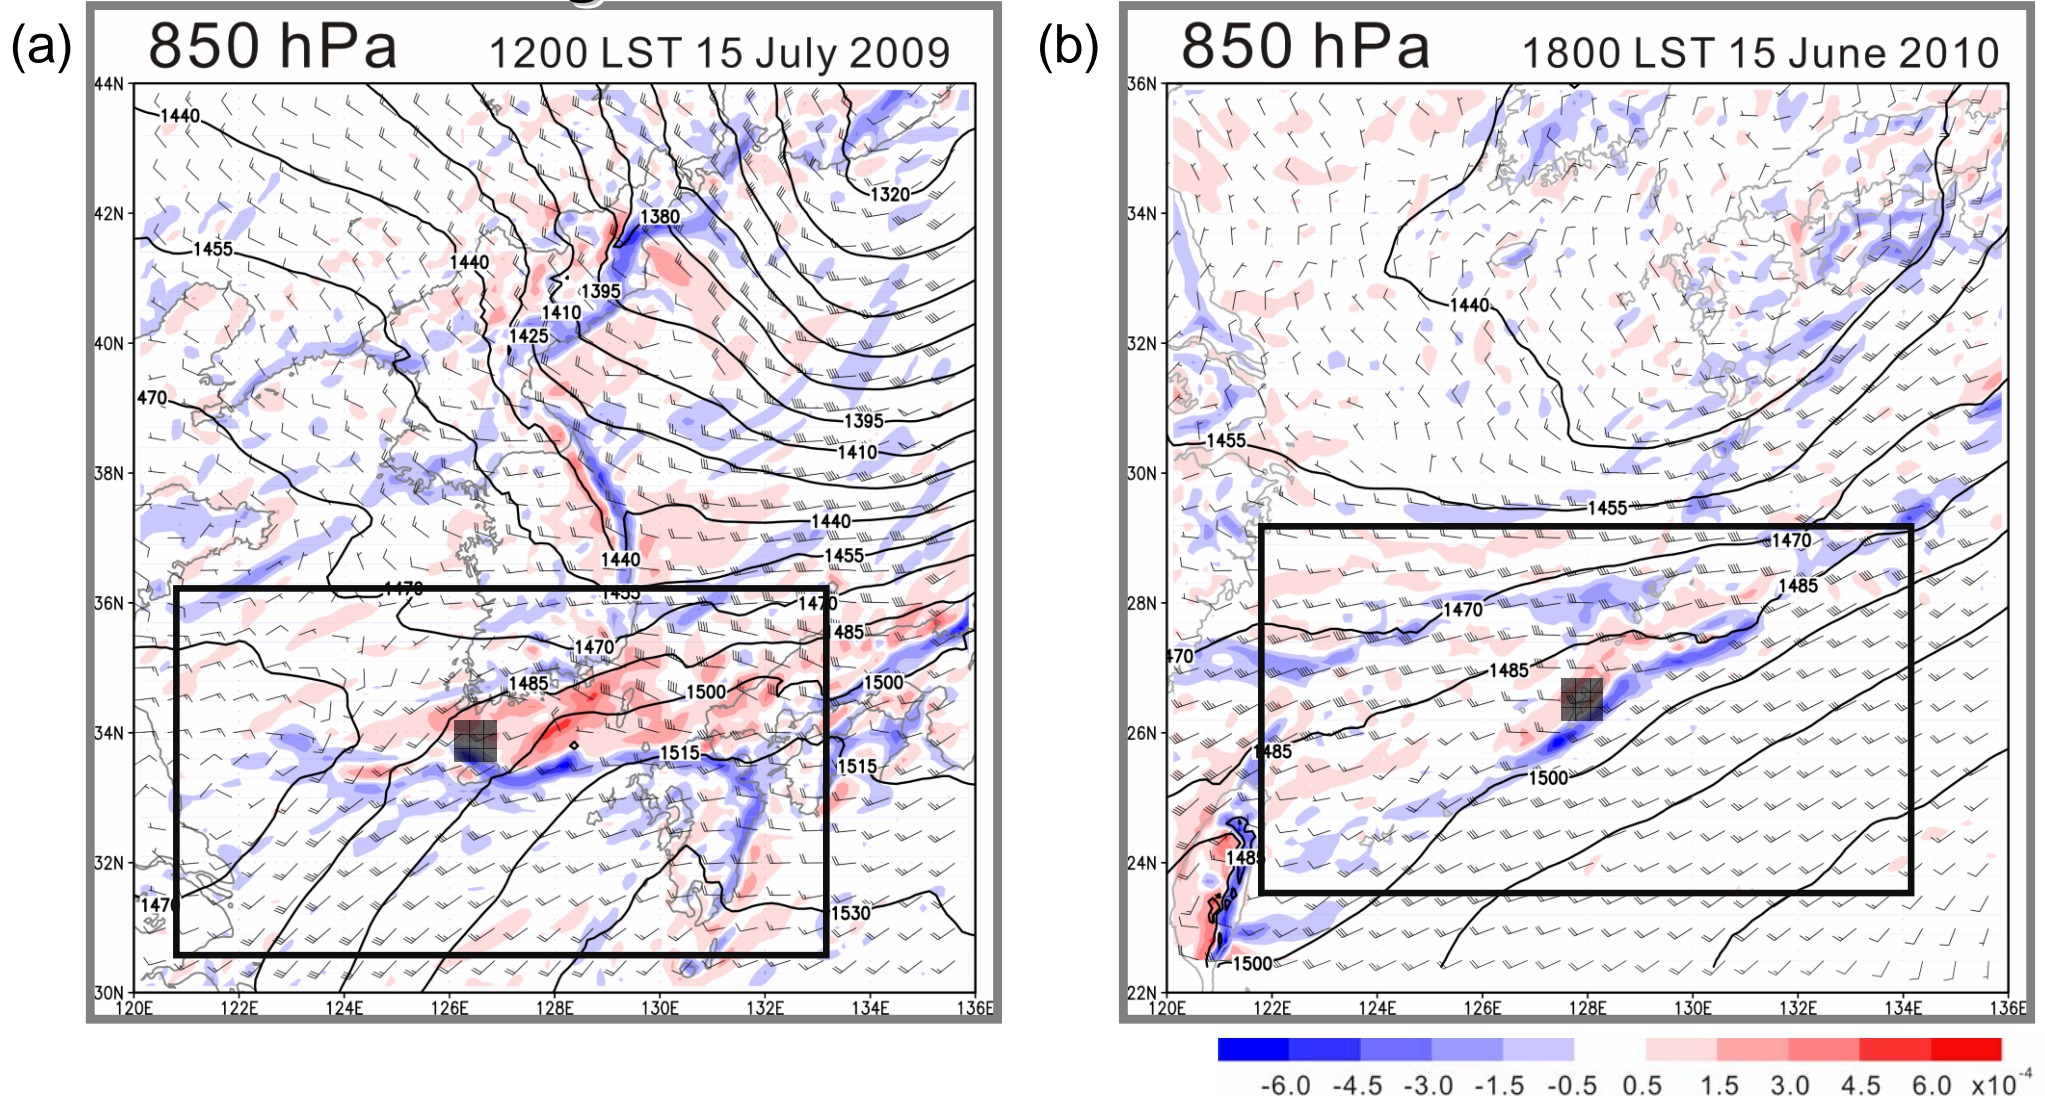 (a)
850 hPa
1200 LST 15 July 2009
44N
42N
40N
38N
36N
34N
32N
30N
120E
122E
124E
126E
128E
130E
132E
134E
136E
1440
1320
1380
1455
1440
1395
1410
1425
470
1395
1410
1440
1455
1440
1470
1455
1470
1485
1470
1485
1500
1500
1515
1515
1470
1530
(b)
850 hPa
1800 LST 15 June 2010
36N
34N
32N
30N
28N
26N
24N
22N
120E
122E
124E
126E
128E
130E
132E
134E
136E
1440
1455
1455
1470
1485
1470
470
1485
1485
1500
1485
1500
-6.0 -4.5 -3.0 -1.5 -0.5 0.5 1.5 3.0 4.5 6.0 x10⁻⁴